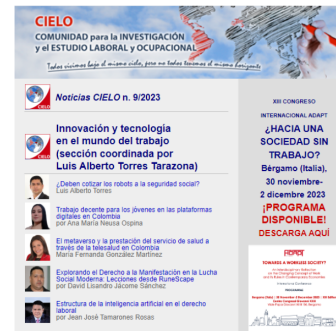 CIELO
COMUNIDAD para la INVESTIGACIÓN
y el ESTUDIO LABORAL y OCUPACIONAL
Todos vivimos bajo el mismo cielo, pero no todos tenemos el mismo horizonte
Noticias CIELO n. 9/2023
Innovación y tecnología
en el mundo del trabajo
(sección coordinada por
Luis Alberto Torres Tarazona)
¿Deben cotizar los robots a la seguridad social?
Luis Alberto Torres
Trabajo decente para los jóvenes en las plataformas
digitales en Colombia
por Ana María Neusa Ospina
El metaverso y la prestación del servicio de salud a
través de la telesalud en Colombia
María Fernanda González Martínez
Explorando el Derecho a la Manifestación en la Lucha
Social Moderna: Lecciones desde RuneScape
por David Lisandro Jácome Sánchez
Estructura de la inteligencia artificial en el derecho
laboral
por Jean José Tamarones Rosas
XIII CONGRESO
INTERNACIONAL ADAPT
¿HACIA UNA
SOCIEDAD SIN
TRABAJO?
Bérgamo (Italia),
30 noviembre-
2 dicembre 2023
¡PROGRAMA
DISPONIBLE!
DESCARGA AQUÍ
ADAPT
TOWARDS A WORKLESS SOCIETY?